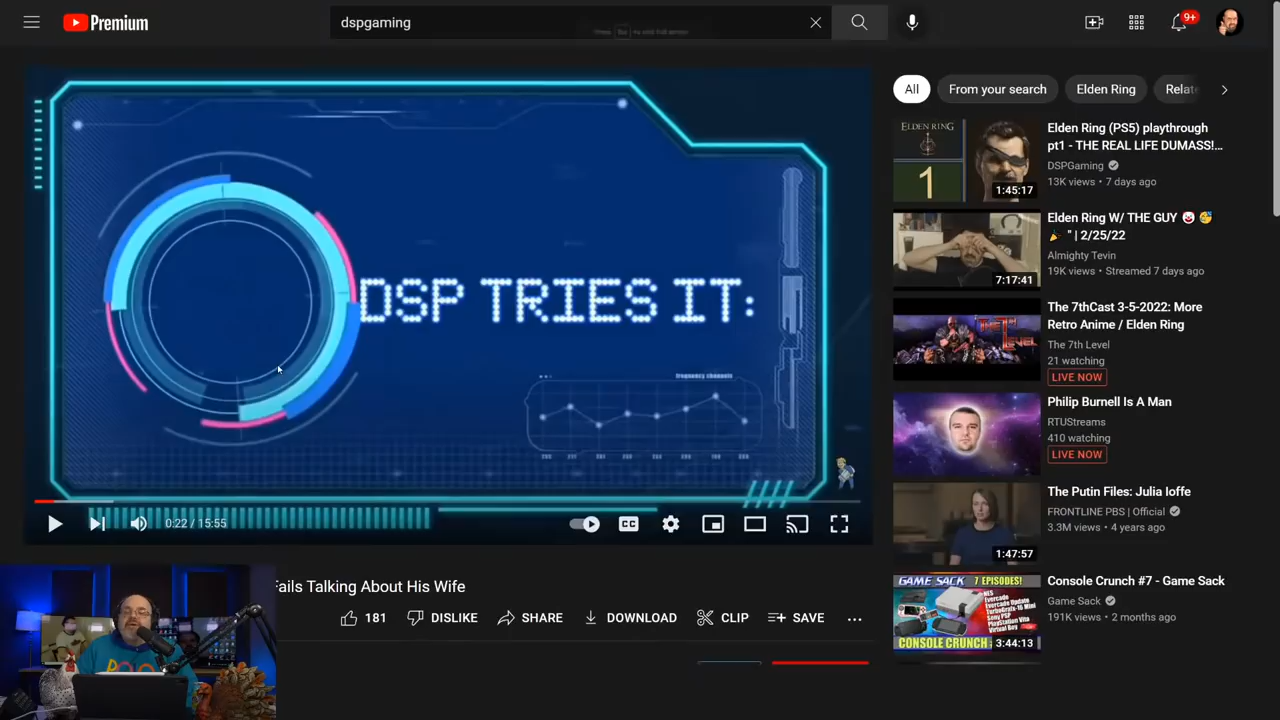 Premium
dspgaming
9+
DSP TRIES IT:
frequency channels
0:22 / 15:55
CC
ails Talking About His Wife
181
DISLIKE
SHARE
DOWNLOAD
CLIP
SAVE
All
From your search
Elden Ring
Relate
ELDEN RING
1
1:45:17
Elden Ring (PS5) playthrough
pt1 - THE REAL LIFE DUMASS!...
DSPGaming
13K views • 7 days ago
7:17:41
Elden Ring W/ THE GUY 🤡 🥳
🎉 " | 2/25/22
Almighty Tevin
19K views • Streamed 7 days ago
The 7thCast 3-5-2022: More
Retro Anime / Elden Ring
The 7th Level
21 watching
LIVE NOW
Philip Burnell Is A Man
RTUStreams
410 watching
LIVE NOW
1:47:57
The Putin Files: Julia Ioffe
FRONTLINE PBS | Official
3.3M views • 4 years ago
GAME SACK 7 EPISODES!
CONSOLE CRUNCH
3:44:13
Console Crunch #7 - Game Sack
Game Sack
191K views • 2 months ago